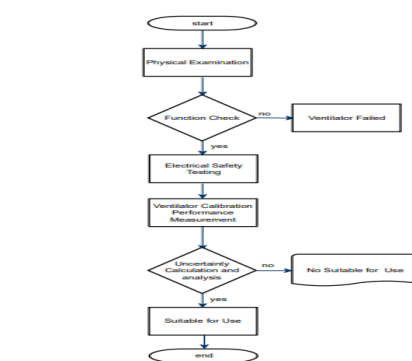 start
Physical Examination
Function Check
no
Ventilator Failed
yes
Electrical Safety
Testing
Ventilator Calibration
Performance
Measurement
Uncertainty
Calculation and
analysis
no
No Suitable for Use
yes
Suitable for Use
end